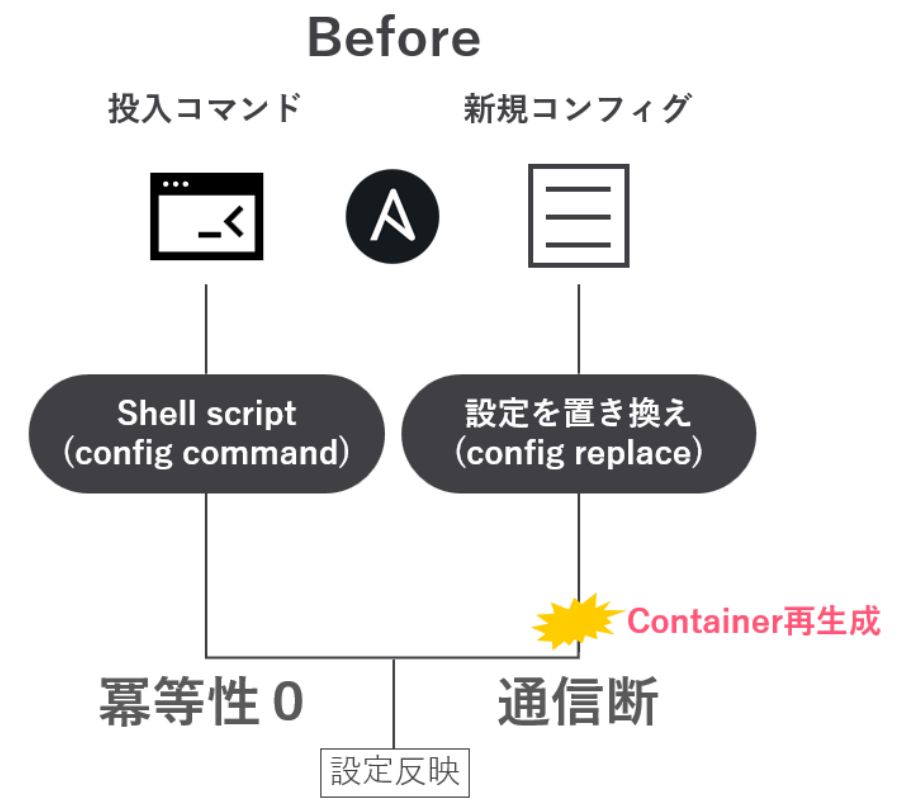 Before
投入コマンド
新規コンフィグ
Shell script
(config command)
設定を置き換え
(config replace)
Container再生成
冪等性０
通信断
設定反映